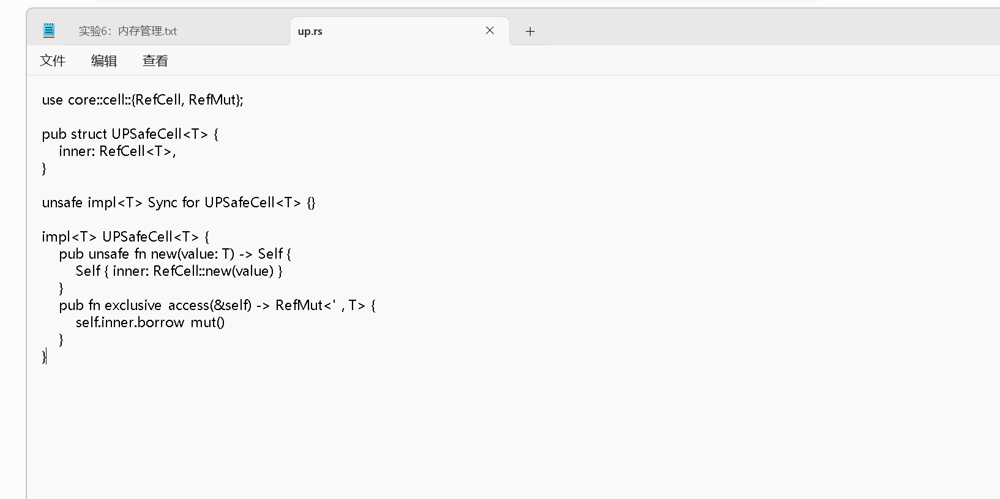 实验6：内存管理.txt
up.rs
文件 编辑 查看
use core::cell::{RefCell, RefMut};
pub struct UPSafeCell<T> {
inner: RefCell<T>,
}
unsafe impl<T> Sync for UPSafeCell<T> {}
impl<T> UPSafeCell<T> {
pub unsafe fn new(value: T) -> Self {
Self { inner: RefCell::new(value) }
}
pub fn exclusive access(&self) -> RefMut<' , T> {
self.inner.borrow mut()
}
}